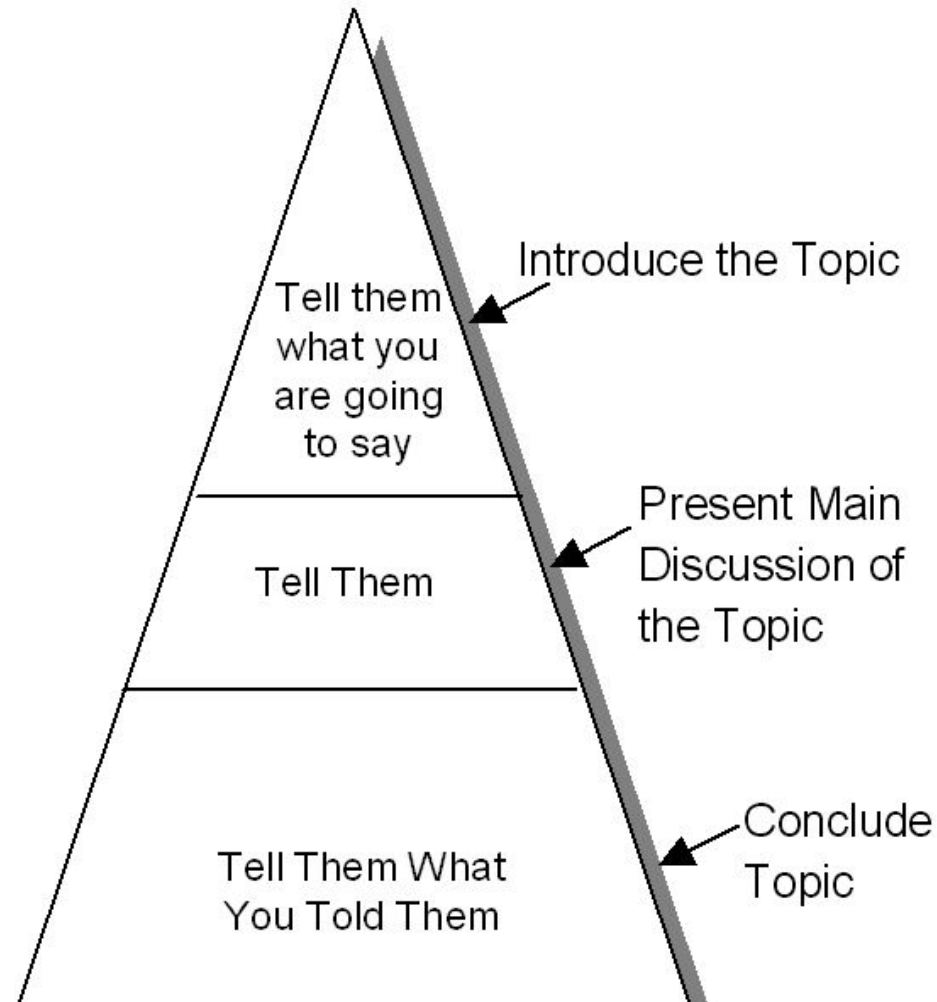 Introduce the Topic
Tell them
what you
are going
to say
Present Main
Discussion of
the Topic
Tell Them
Conclude
Topic
Tell Them What
You Told Them